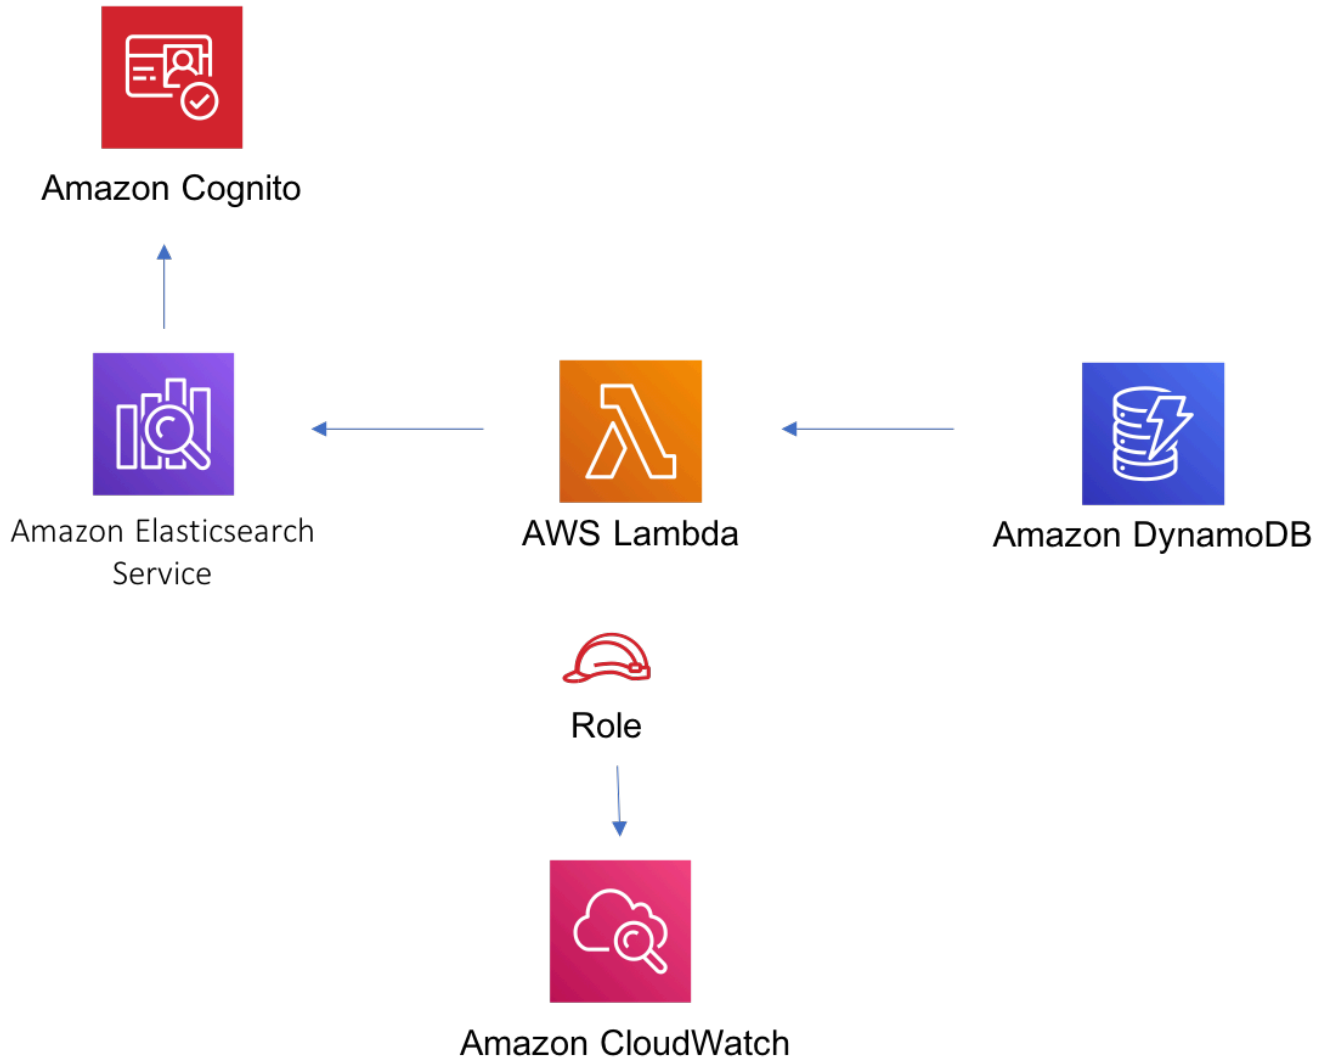 Amazon Cognito
Amazon Elasticsearch
Service
AWS Lambda
Amazon DynamoDB
Role
Amazon CloudWatch